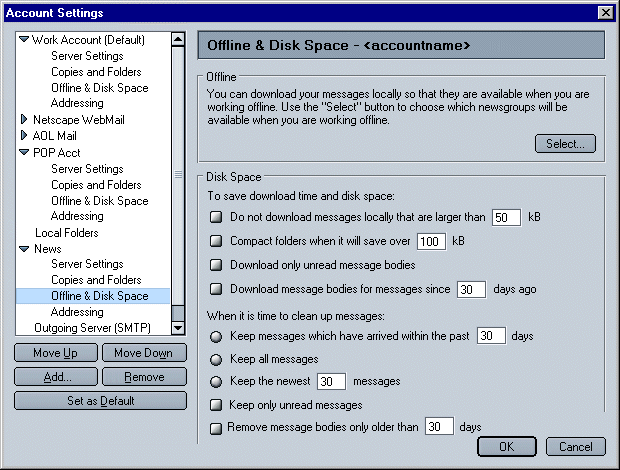 Account Settings
Work Account (Default)
Server Settings
Copies and Folders
Offline & Disk Space
Addressing
Netscape WebMail
AOL Mail
POP Acct
Server Settings
Copies and Folders
Offline & Disk Space
Addressing
Local Folders
News
Server Settings
Copies and Folders
Offline & Disk Space
Addressing
Outgoing Server (SMTP)
Move Up Move Down
Add... Remove
Set as Default
Offline & Disk Space - <accountname>
Offline
You can download your messages locally so that they are available when you are
working offline. Use the "Select" button to choose which newsgroups will be
available when you are working offline.
Select...
Disk Space
To save download time and disk space:
Do not download messages locally that are larger than 50 kB
Compact folders when it will save over 100 kB
Download only unread message bodies
Download message bodies for messages since 30 days ago
When it is time to clean up messages:
Keep messages which have arrived within the past 30 days
Keep all messages
Keep the newest 30 messages
Keep only unread messages
Remove message bodies only older than 30 days
OK Cancel